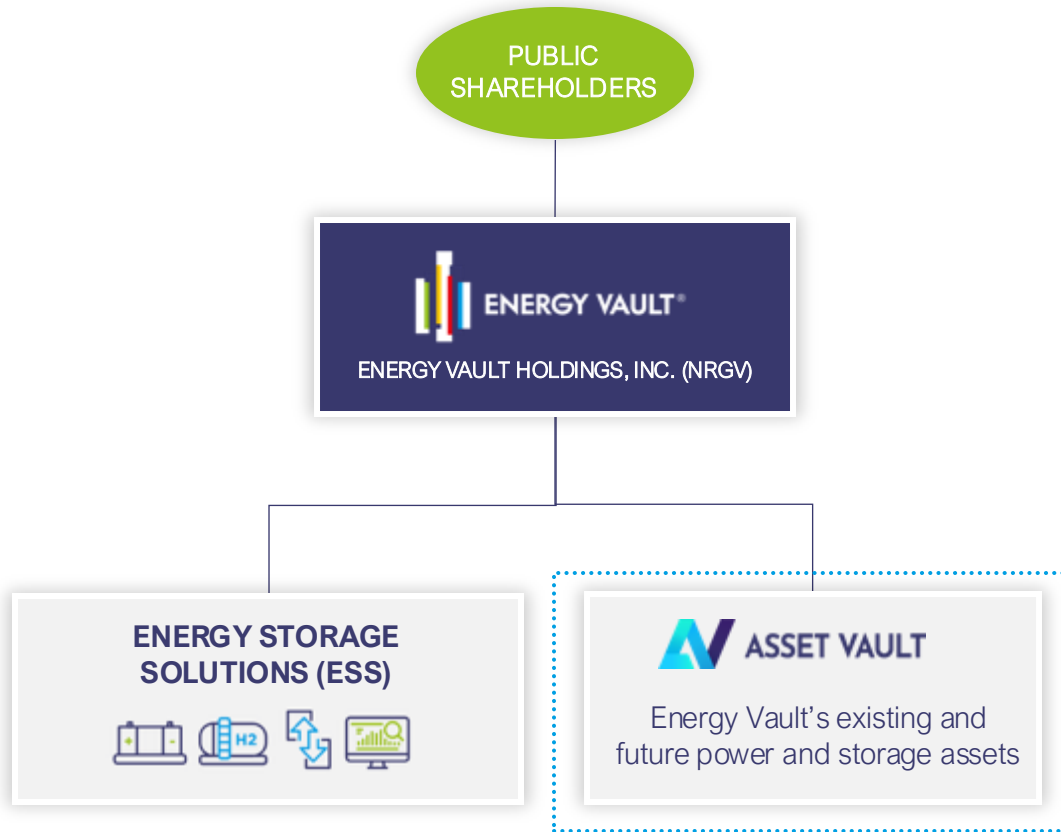 PUBLIC
SHAREHOLDERS
ENERGY VAULT®
ENERGY VAULT HOLDINGS, INC. (NRGV)
ENERGY STORAGE
SOLUTIONS (ESS)
+ -
H2
ASSET VAULT
Energy Vault’s existing and
future power and storage assets